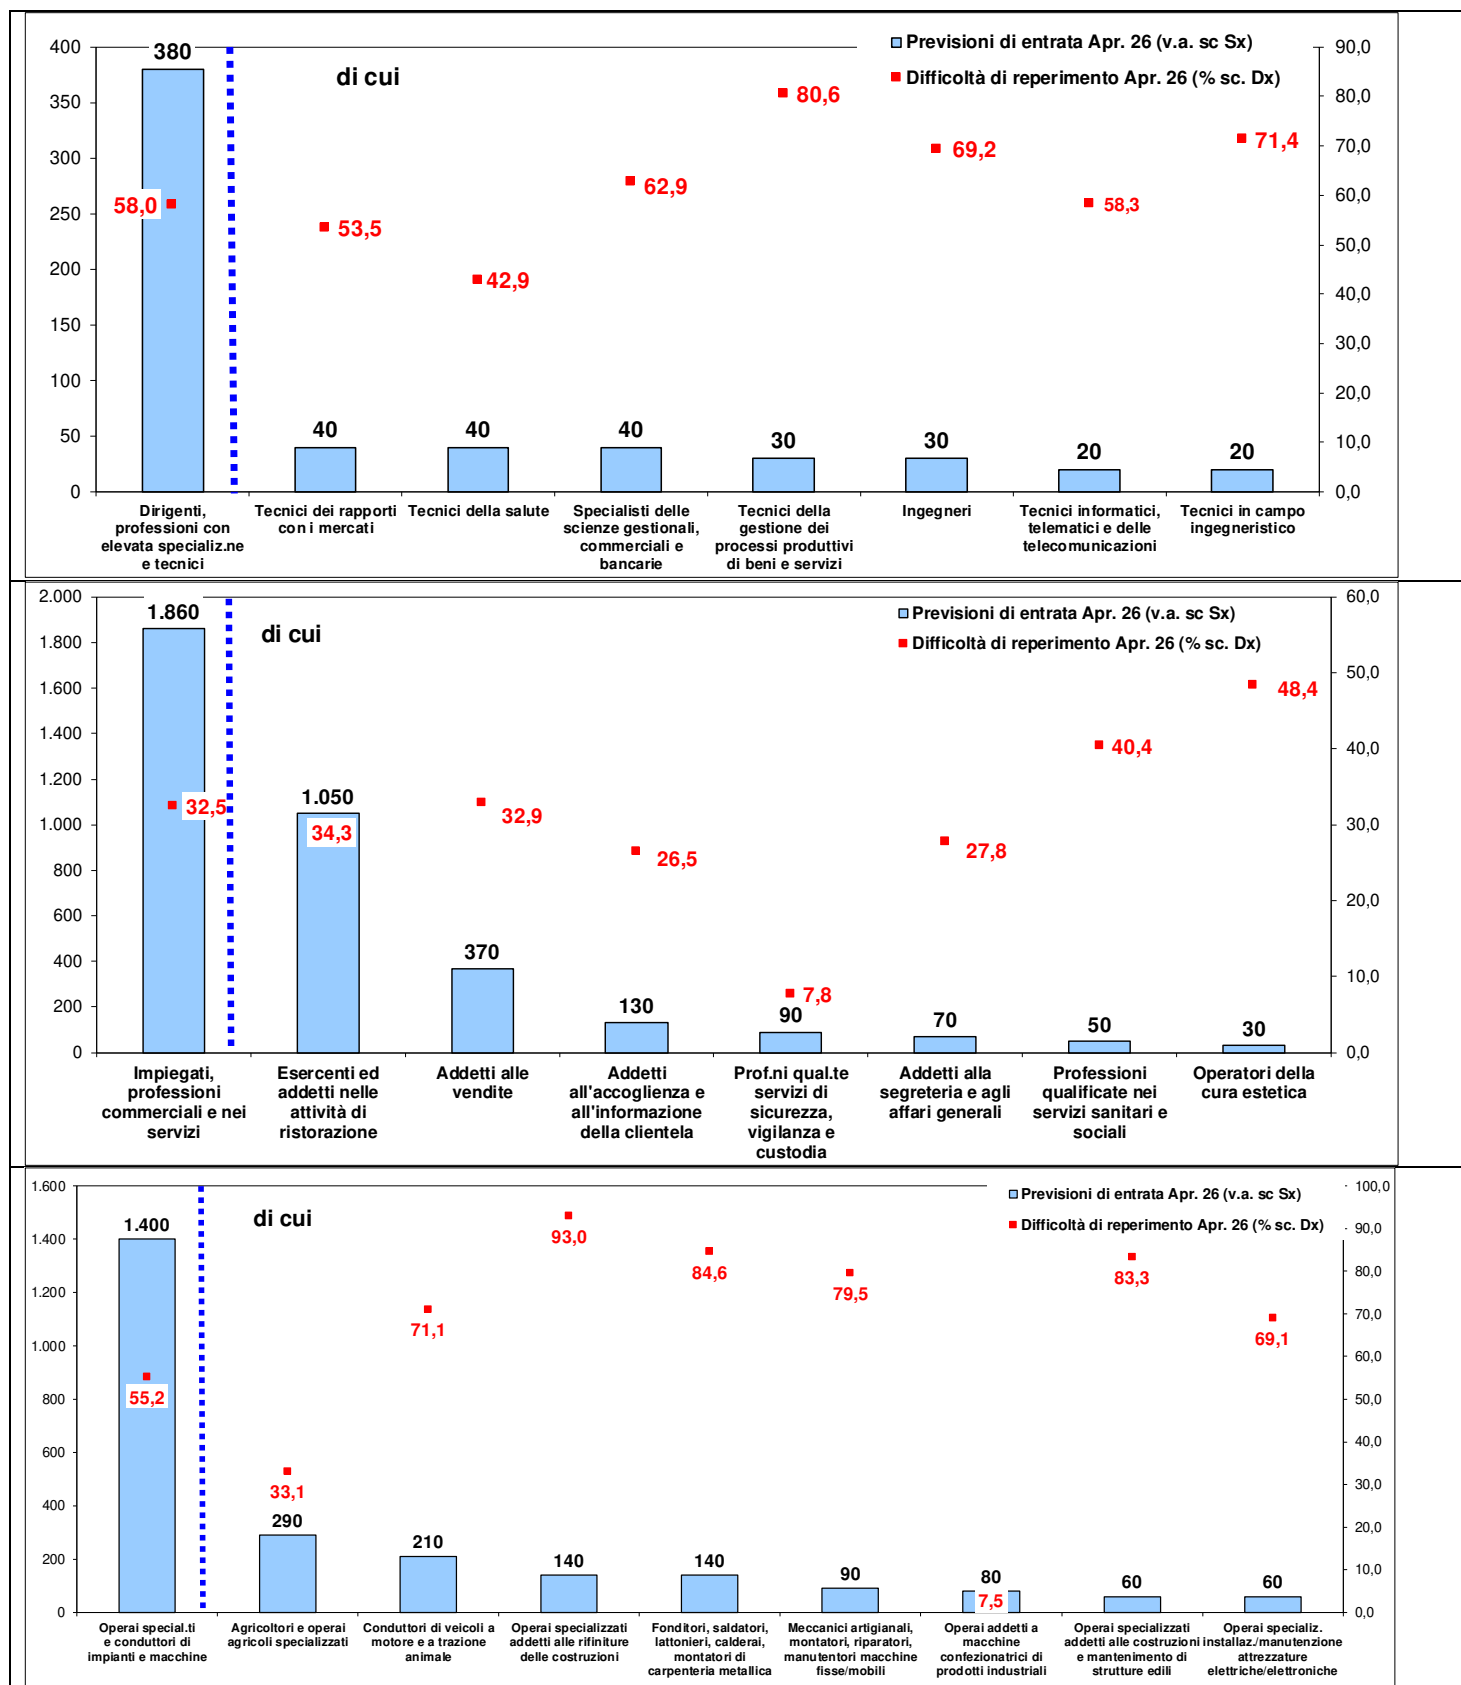 Previsioni di entrata Apr. 26 (v.a. sc Sx)
Difficoltà di reperimento Apr. 26 (% sc. Dx)
di cui
400
350
300
250
200
150
100
50
0
90,0
80,0
70,0
60,0
50,0
40,0
30,0
20,0
10,0
0,0
380
40
40
40
30
30
20
20
58,0
53,5
42,9
62,9
80,6
69,2
58,3
71,4
Dirigenti,
professioni con
elevata specializ.ne
e tecnici
Tecnici dei rapporti
con i mercati
Tecnici della salute
Specialisti delle
scienze gestionali,
commerciali e
bancarie
Tecnici della
gestione dei
processi produttivi
di beni e servizi
Ingegneri
Tecnici informatici,
telematici e delle
telecomunicazioni
Tecnici in campo
ingegneristico
Previsioni di entrata Apr. 26 (v.a. sc Sx)
Difficoltà di reperimento Apr. 26 (% sc. Dx)
di cui
2.000
1.800
1.600
1.400
1.200
1.000
800
600
400
200
0
60,0
50,0
40,0
30,0
20,0
10,0
0,0
1.860
1.050
370
130
90
70
50
30
32,5
34,3
32,9
26,5
7,8
27,8
40,4
48,4
Impiegati,
professioni
commerciali e nei
servizi
Esercenti ed
addetti nelle
attività di
ristorazione
Addetti alle
vendite
Addetti
all'accoglienza e
all'informazione
della clientela
Prof.ni qual.te
servizi di
sicurezza,
vigilanza e
custodia
Addetti alla
segreteria e agli
affari generali
Professioni
qualificate nei
servizi sanitari e
sociali
Operatori della
cura estetica
Previsioni di entrata Apr. 26 (v.a. sc Sx)
Difficoltà di reperimento Apr. 26 (% sc. Dx)
di cui
1.600
1.400
1.200
1.000
800
600
400
200
0
100,0
90,0
80,0
70,0
60,0
50,0
40,0
30,0
20,0
10,0
0,0
1.400
290
210
140
140
90
80
60
60
55,2
33,1
71,1
93,0
84,6
79,5
7,5
83,3
69,1
Operai special.ti
e conduttori di
impianti e macchine
Agricoltori e operai
agricoli specializzati
Conduttori di veicoli a
motore e a trazione
animale
Operai specializzati
addetti alle rifiniture
delle costruzioni
Fonditori, saldatori,
lattonieri, calderai,
montatori di
carpenteria metallica
Meccanici artigianali,
montatori, riparatori,
manutentori macchine
fisse/mobili
Operai addetti a
macchine
confezionatrici di
prodotti industriali
Operai specializzati
addetti alle costruzioni
e mantenimento di
strutture edili
Operai specializ.
installaz./manutenzione
attrezzature
elettriche/elettroniche